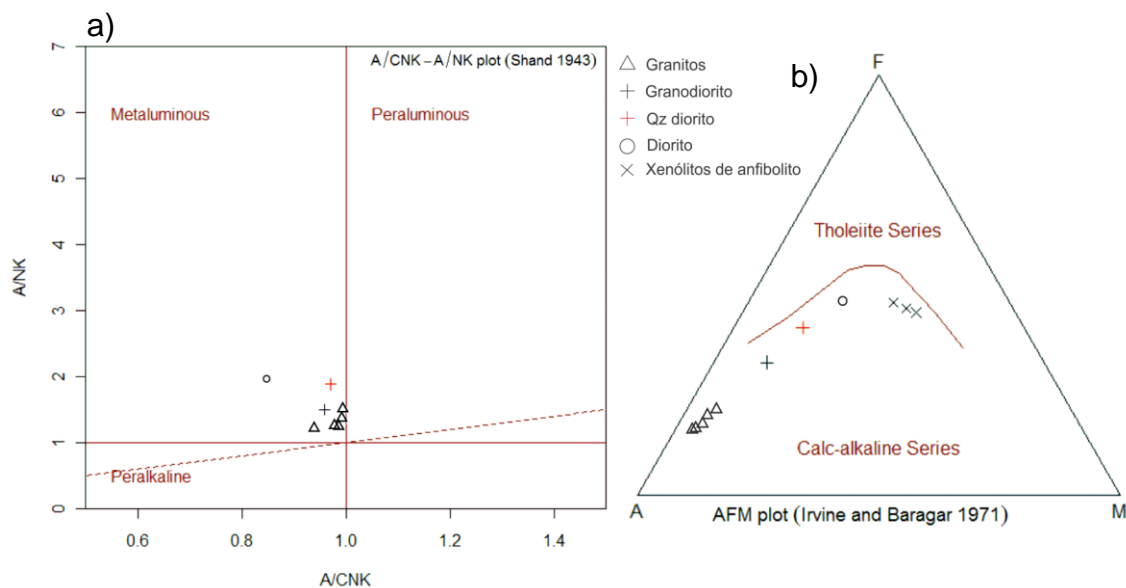 a)
A/CNK–A/NK plot (Shand 1943)
Metaluminous
Peraluminous
Peralkaline
7
6
5
4
3
2
1
0
A/NK
0.6
0.8
1.0
1.2
1.4
A/CNK
Granitos
Granodiorito
Qz diorito
Diorito
Xenólitos de anfibolito
b)
F
Tholeiite Series
Calc-alkaline Series
A
M
AFM plot (Irvine and Baragar 1971)